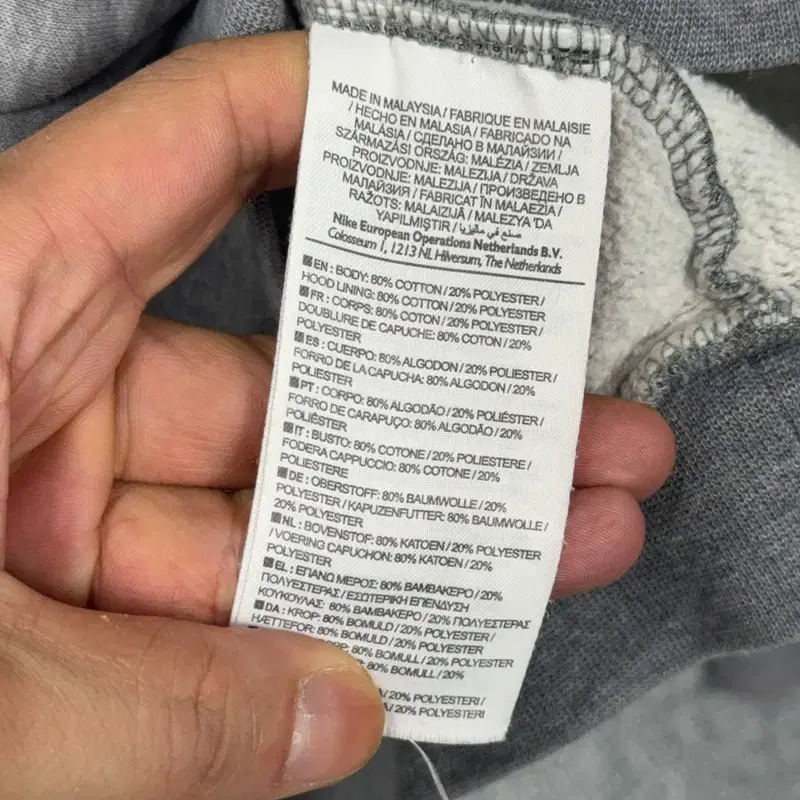 MADE IN MALAYSIA / FABRIQUE EN MALAISIE
/ HECHO EN MALASIA / FABRICADO NA
MALÁSIA / СДЕЛАНО В МАЛАЙЗИИ /
SZÁRMAZÁSI ORSZÁG: MALÉZIA / ZEMLJA
PROIZVODNJE: MALEZIJA / DRŽAVA
PROIZVODNJE: MALEZIJA / ПРОИЗВЕДЕНО В
МАЛАЙЗИЯ / FABRICAT ÎN MALAEZIA /
RAŽOTS: MALAIZIJĀ / MALEZYA 'DA
YAPILMIŞTIR / صنع في ماليزيا /
Nike European Operations Netherlands B.V.
Colosseum 1, 1213 NL Hilversum, The Netherlands
EN : BODY: 80% COTTON / 20% POLYESTER /
HOOD LINING: 80% COTTON / 20% POLYESTER
FR : CORPS: 80% COTON / 20% POLYESTER /
DOUBLURE DE CAPUCHE: 80% COTON / 20%
POLYESTER
ES : CUERPO: 80% ALGODON / 20% POLIESTER /
FORRO DE LA CAPUCHA: 80% ALGODON / 20%
POLIESTER
PT : CORPO: 80% ALGODÃO / 20% POLIÉSTER /
FORRO DE CARAPUÇO: 80% ALGODÃO / 20%
POLIÉSTER
IT : BUSTO: 80% COTONE / 20% POLIESTERE /
FODERA CAPPUCCIO: 80% COTONE / 20%
POLIESTERE
DE : OBERSTOFF: 80% BAUMWOLLE / 20%
POLYESTER / KAPUZENFUTTER: 80% BAUMWOLLE /
20% POLYESTER
NL : BOVENSTOF: 80% KATOEN / 20% POLYESTER
/ VOERING CAPUCHON: 80% KATOEN / 20%
POLYESTER
EL : ΕΠΑΝΩ ΜΕΡΟΣ: 80% ΒΑΜΒΑΚΕΡΟ / 20%
ΠΟΛΥΕΣΤΕΡΑΣ / ΕΣΩΤΕΡΙΚΗ ΕΠΕΝΔΥΣΗ
ΚΟΥΚΟΥΛΑΣ: 80% ΒΑΜΒΑΚΕΡΟ / 20% ΠΟΛΥΕΣΤΕΡΑΣ
DA : KROP: 80% BOMULD / 20% POLYESTER /
HÆTTEFOR: 80% BOMULD / 20% POLYESTER
80% BOMULL / 20% POLYESTER /
80% BOMULL / 20%
/ 20% POLYESTERI /
/ 20% POLYESTERI